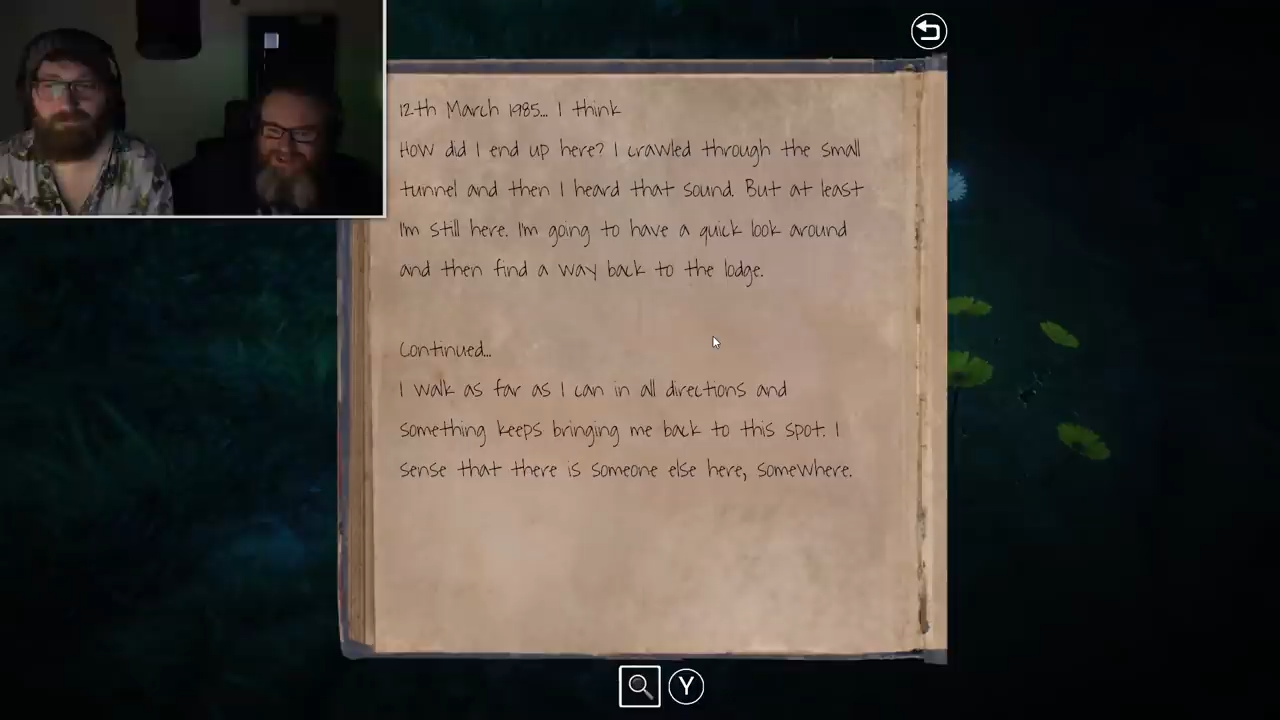 12th March 1985... I think
How did I end up here? I crawled through the small
tunnel and then I heard that sound. But at least
I'm still here. I'm going to have a quick look around
and then find a way back to the lodge.
Continued...
I walk as far as I can in all directions and
something keeps bringing me back to this spot. I
sense that there is someone else here, somewhere.
Y